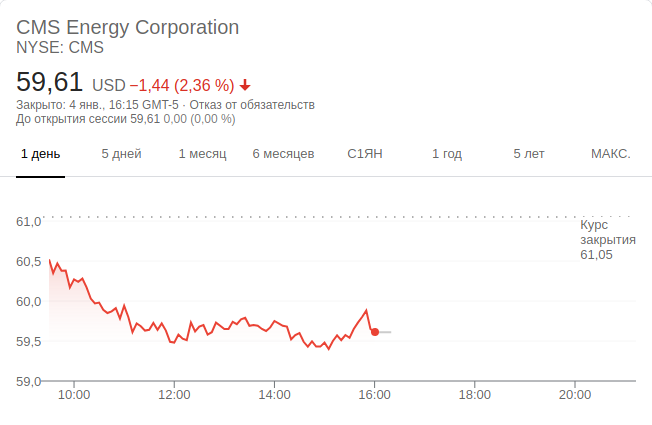 CMS Energy Corporation
NYSE: CMS
59,61 USD −1,44 (2,36 %)
Закрыто: 4 янв., 16:15 GMT-5 · Отказ от обязательств
До открытия сессии 59,61 0,00 (0,00 %)
1 день 5 дней 1 месяц 6 месяцев С1ЯН 1 год 5 лет МАКС.
61,0
Курс
закрытия
61,05
60,5
60,0
59,5
59,0
10:00 12:00 14:00 16:00 18:00 20:00